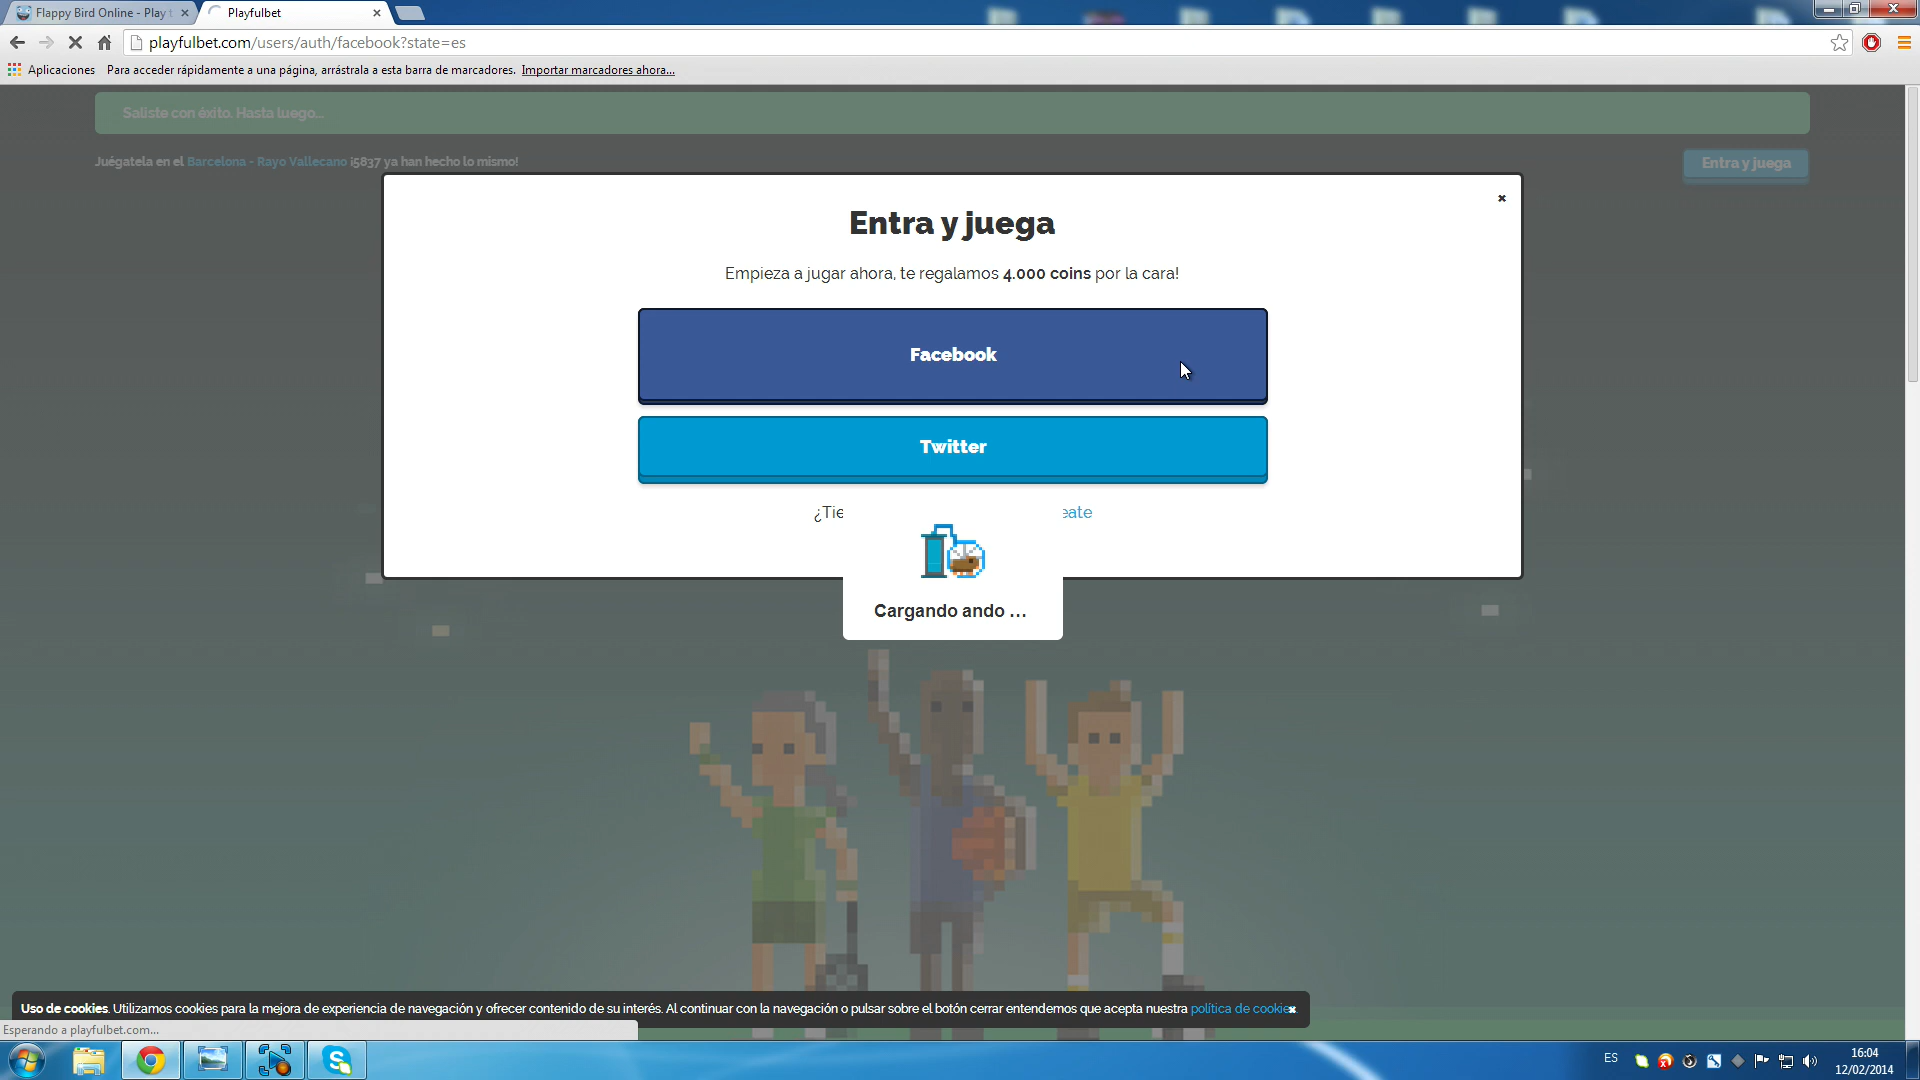 Flappy Bird Online - Play t
Playfulbet
playfulbet.com/users/auth/facebook?state=es
Aplicaciones
Para acceder rápidamente a una página, arrástrala a esta barra de marcadores. Importar marcadores ahora...
Saliste con éxito. Hasta luego...
Juégatela en el Barcelona - Rayo Vallecano ¡5837 ya han hecho lo mismo!
Entra y juega
Entra y juega
Empieza a jugar ahora, te regalamos 4.000 coins por la cara!
Facebook
Twitter
¿Tie
eate
Cargando ando ...
Uso de cookies. Utilizamos cookies para la mejora de experiencia de navegación y ofrecer contenido de su interés. Al continuar con la navegación o pulsar sobre el botón cerrar entendemos que acepta nuestra política de cookies
Esperando a playfulbet.com...
ES
16:04
12/02/2014